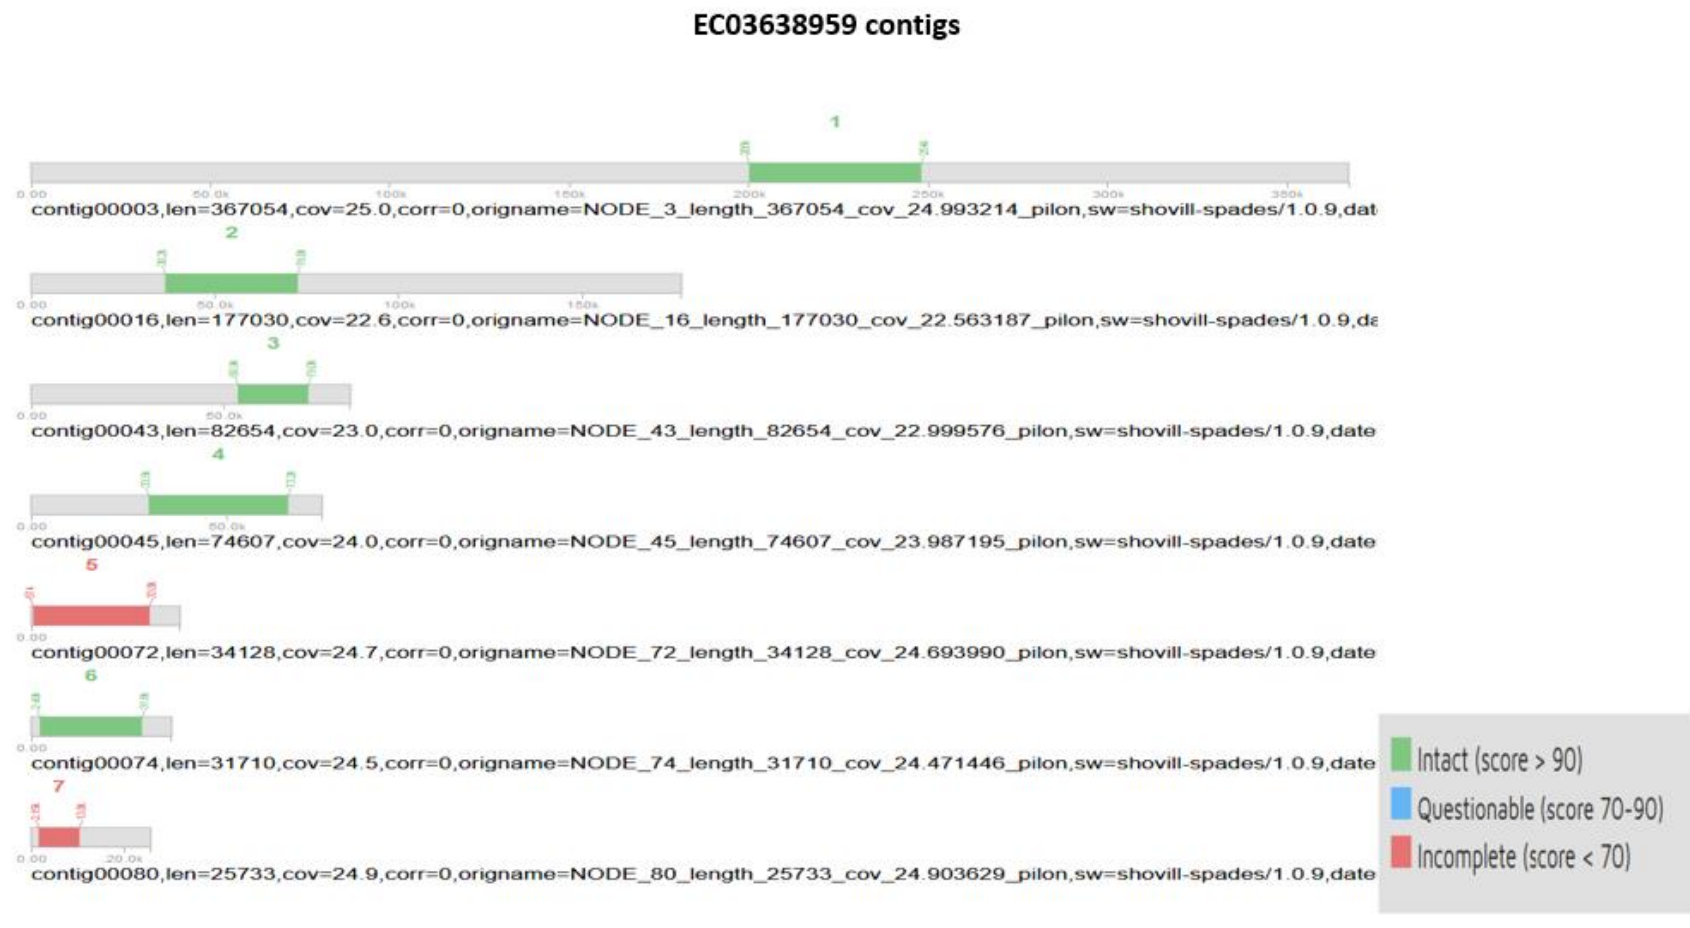 EC03638959 contigs
1
0.00 50.0k 100k 150k 200k 250k 300k 350k
contig00003,len=367054,cov=25.0,corr=0,origname=NODE_3_length_367054_cov_24.993214_pilon,sw=shovill-spades/1.0.9,dat
2
0.00 50.0k 100k 150k
contig00016,len=177030,cov=22.6,corr=0,origname=NODE_16_length_177030_cov_22.563187_pilon,sw=shovill-spades/1.0.9,da
3
0.00 50.0k
contig00043,len=82654,cov=23.0,corr=0,origname=NODE_43_length_82654_cov_22.999576_pilon,sw=shovill-spades/1.0.9,date
4
0.00 50.0k
contig00045,len=74607,cov=24.0,corr=0,origname=NODE_45_length_74607_cov_23.987195_pilon,sw=shovill-spades/1.0.9,date
5
0.00
contig00072,len=34128,cov=24.7,corr=0,origname=NODE_72_length_34128_cov_24.693990_pilon,sw=shovill-spades/1.0.9,date
6
0.00
contig00074,len=31710,cov=24.5,corr=0,origname=NODE_74_length_31710_cov_24.471446_pilon,sw=shovill-spades/1.0.9,date
7
0.00 20.0k
contig00080,len=25733,cov=24.9,corr=0,origname=NODE_80_length_25733_cov_24.903629_pilon,sw=shovill-spades/1.0.9,date
Intact (score > 90)
Questionable (score 70-90)
Incomplete (score < 70)